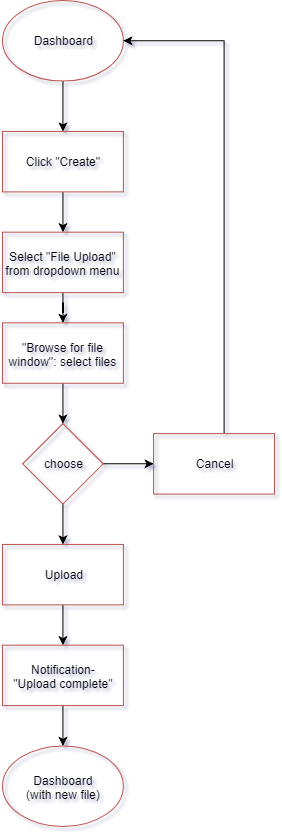 Dashboard
Click "Create"
Select "File Upload"
from dropdown menu
"Browse for file
window": select files
choose
Cancel
Upload
Notification-
"Upload complete"
Dashboard
(with new file)